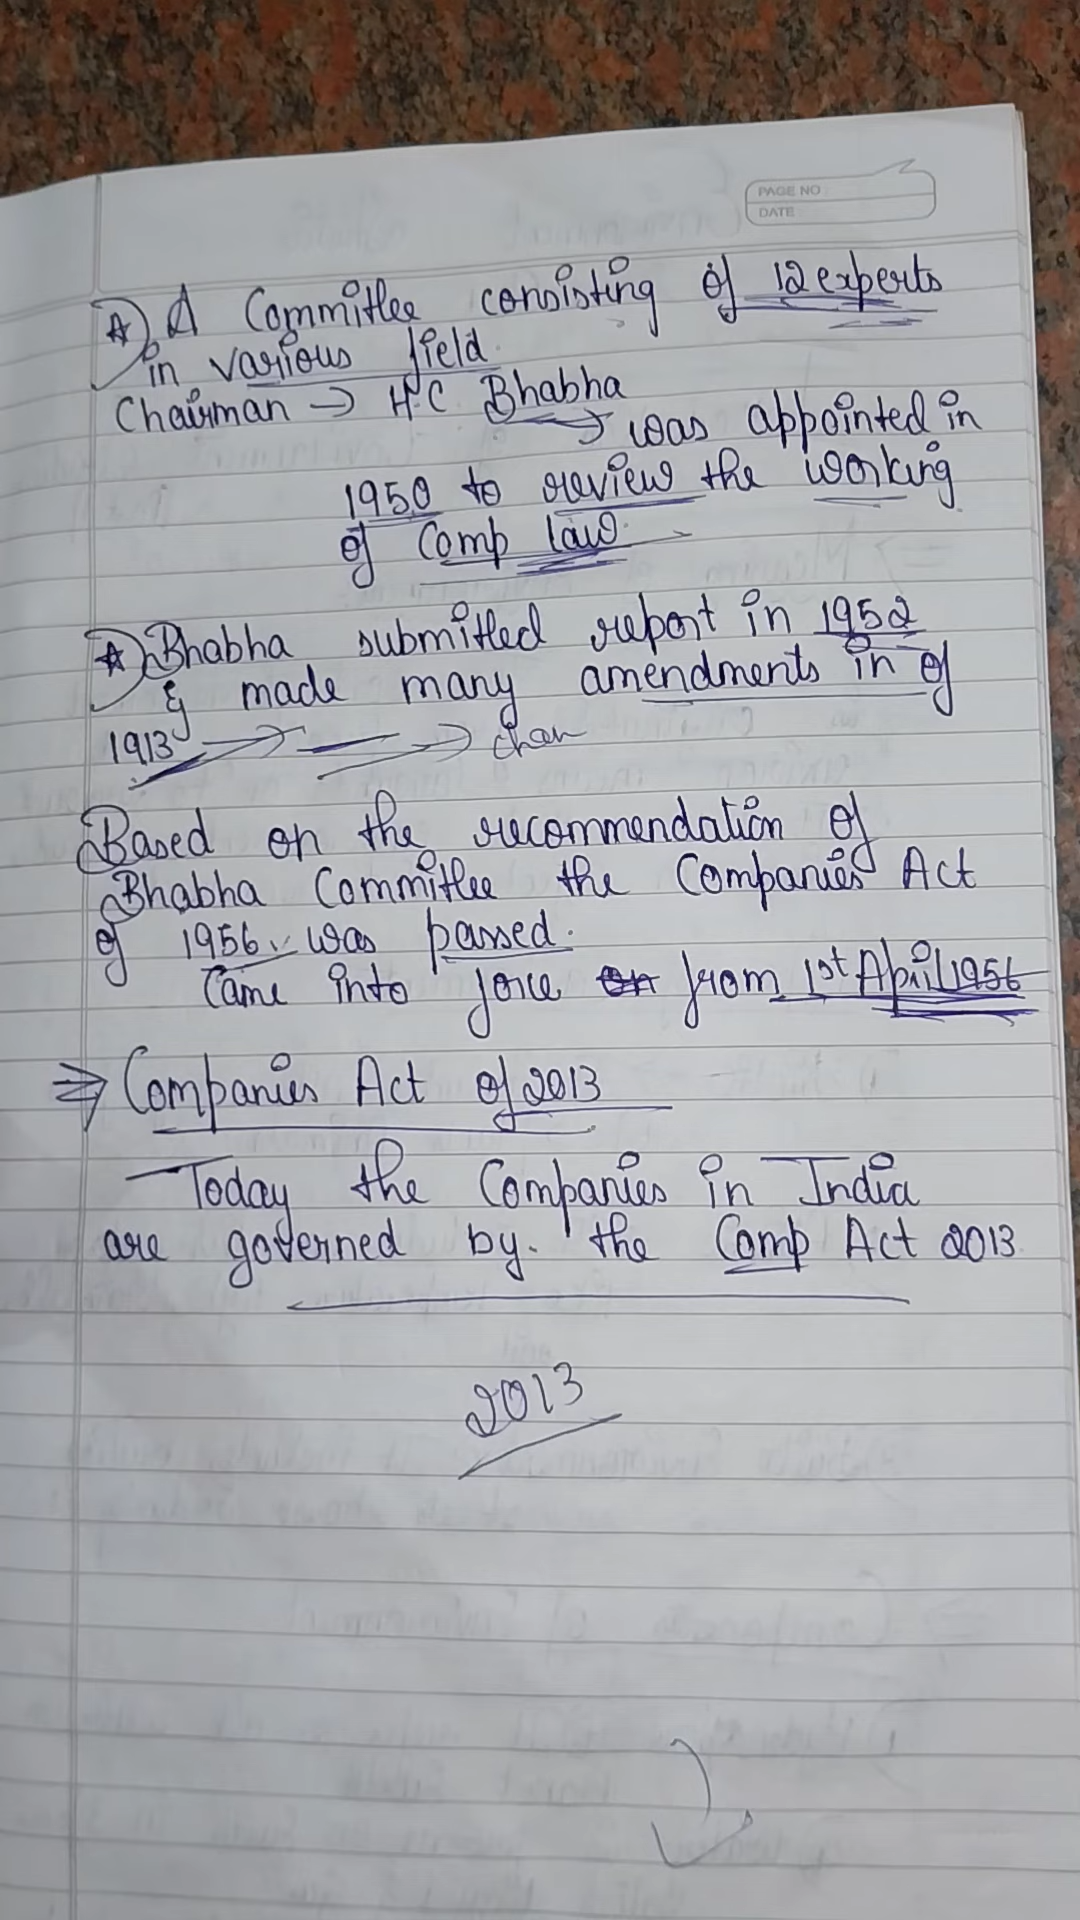 PAGE NO :
DATE :
A Committee consisting of 12 experts
in various field.
Chairman → H.C Bhabha
→ was appointed in
1950 to review the working
of Comp law.
Bhabha submitted report in 1952
& made many amendments in of
1913 → → chan
Based on the recommendation of
Bhabha Committee the Companies Act
of 1956 was passed.
Came into force on from 1st April 1956
⇒ Companies Act of 2013
Today the Companies in India
are governed by. the Comp Act 2013
2013